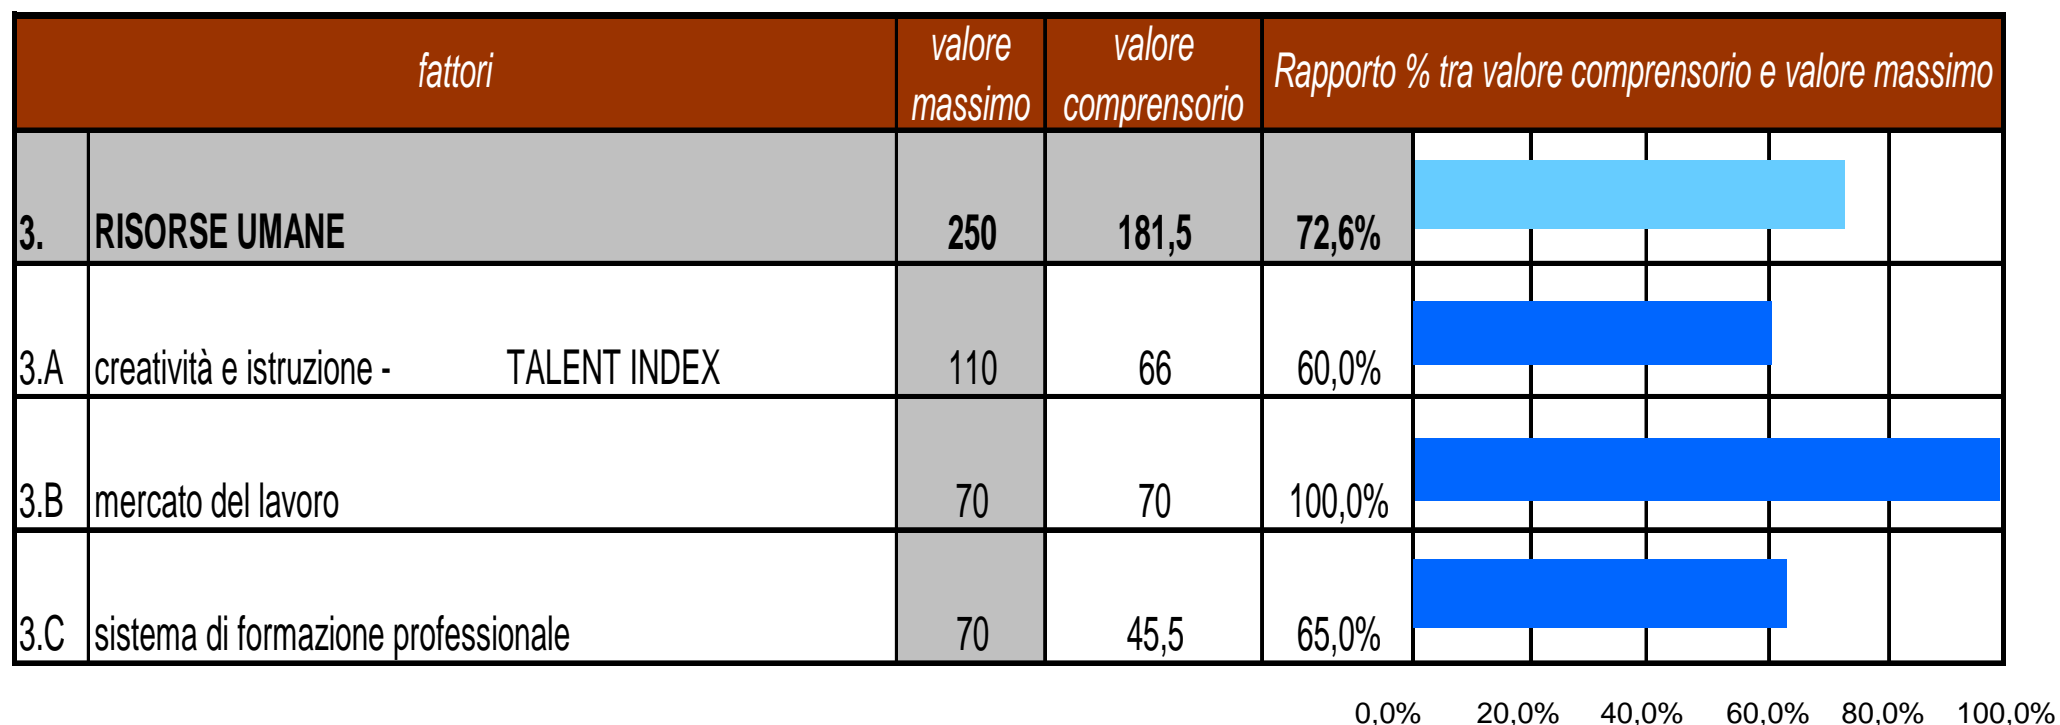 fattori valore massimo valore comprensorio Rapporto % tra valore comprensorio e valore massimo
3. RISORSE UMANE 250 181,5 72,6%
3.A creatività e istruzione - TALENT INDEX 110 66 60,0%
3.B mercato del lavoro 70 70 100,0%
3.C sistema di formazione professionale 70 45,5 65,0%
0,0% 20,0% 40,0% 60,0% 80,0% 100,0%